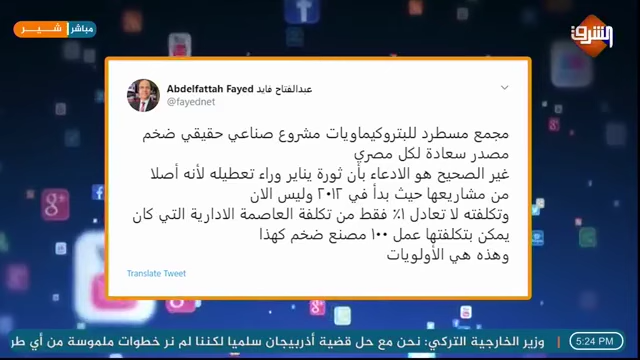 شير
مباشر
الشرق
Abdelfattah Fayed عبدالفتاح فايد
@fayednet
مجمع مسطرد للبتروكيماويات مشروع صناعي حقيقي ضخم
مصدر سعادة لكل مصري
غير الصحيح هو الادعاء بأن ثورة يناير وراء تعطيله لأنه أصلا
من مشاريعها حيث بدأ في ٢٠١٢ وليس الان
وتكلفته لا تعادل ١٪ فقط من تكلفة العاصمة الادارية التي كان
يمكن بتكلفتها عمل ١٠٠ مصنع ضخم كهذا
وهذه هي الأولويات
Translate Tweet
وزير الخارجية التركي: نحن مع حل قضية أذربيجان سلميا لكننا لم نر خطوات ملموسة من أي طر
5:24 PM